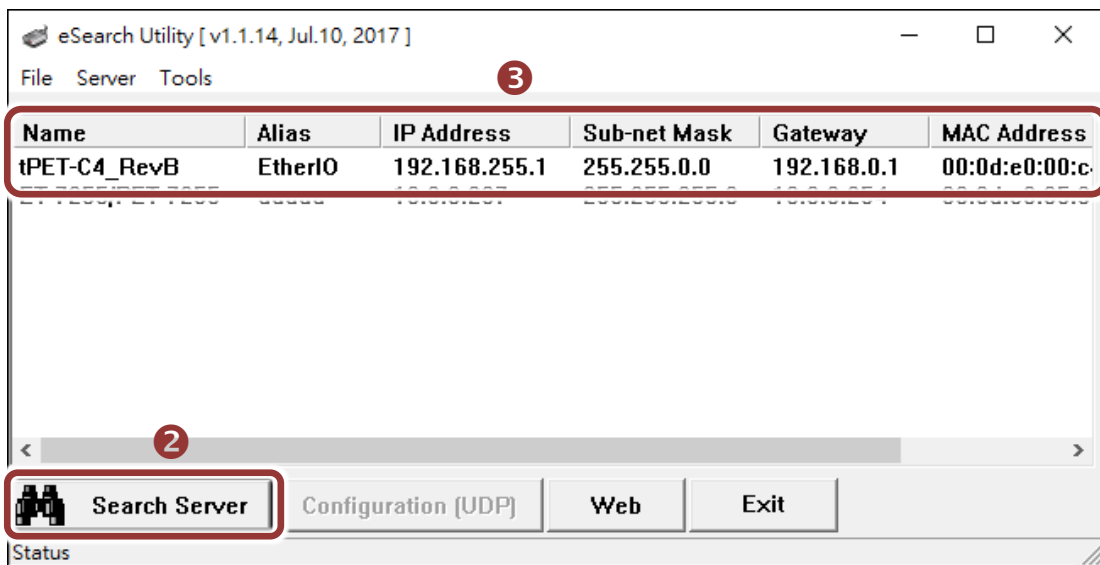 eSearch Utility [ v1.1.14, Jul.10, 2017 ]
File Server Tools
3
Name Alias IP Address Sub-net Mask Gateway MAC Address
tPET-C4_RevB EtherIO 192.168.255.1 255.255.0.0 192.168.0.1 00:0d:e0:00:c
2
Search Server Configuration (UDP) Web Exit
Status